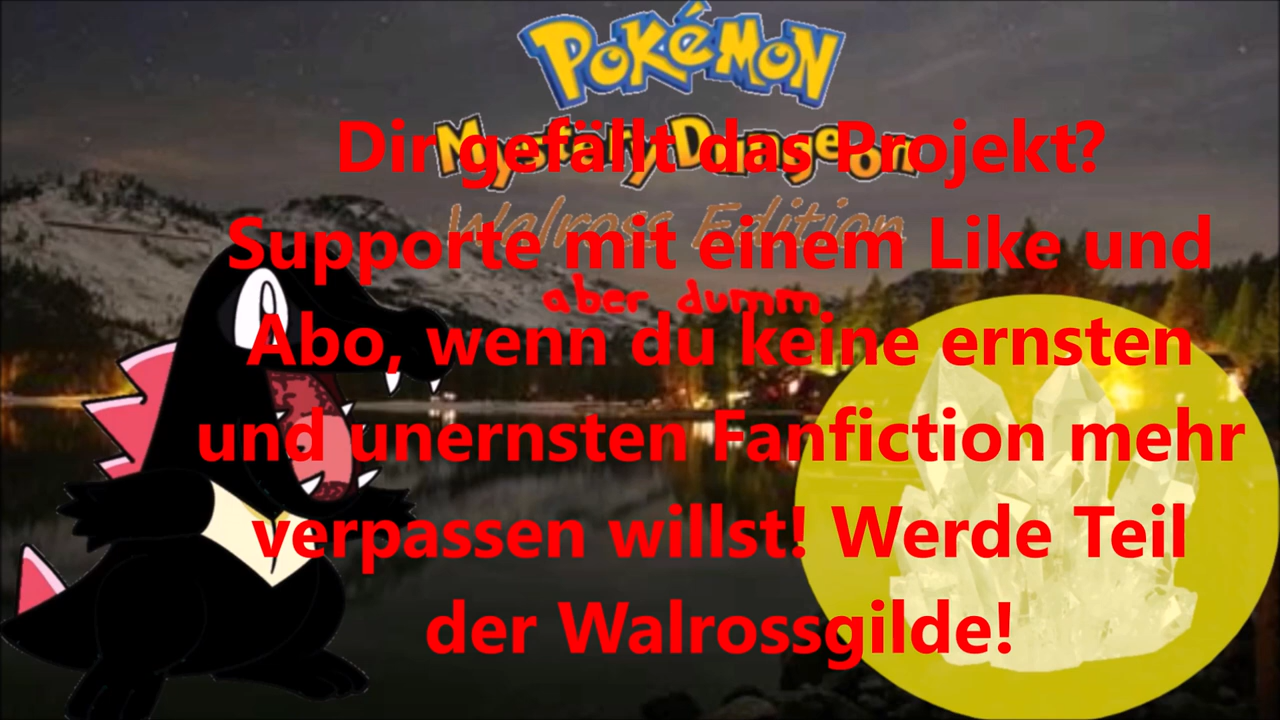 POKéMON
Mystery Dungeon
Dir gefällt das Projekt?
Walross Edition
Supporte mit einem Like und
aber dumm
Abo, wenn du keine ernsten
und unernsten Fanfiction mehr
verpassen willst! Werde Teil
der Walrossgilde!